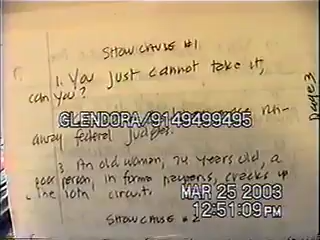 SHOW CAUSE #1
1. You just cannot take it,
can you?
Page 3
GLENDORA/9149499495
away federal judges.
3 An old woman, 74 years old, a
poor person, in forma pauperis, cracks up
the 10th circuit
MAR 25 2003
12:51:09 PM
SHOW CAUSE # 2